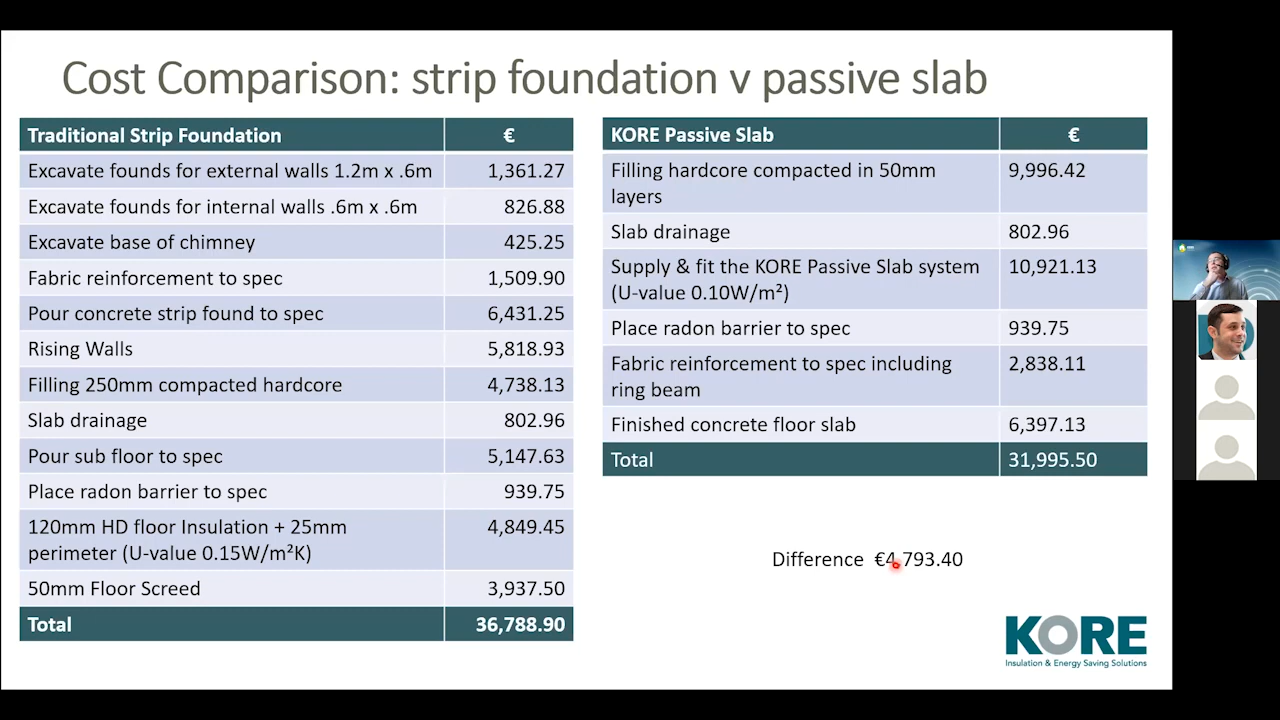 Cost Comparison: strip foundation v passive slab
Traditional Strip Foundation €
Excavate founds for external walls 1.2m x .6m 1,361.27
Excavate founds for internal walls .6m x .6m 826.88
Excavate base of chimney 425.25
Fabric reinforcement to spec 1,509.90
Pour concrete strip found to spec 6,431.25
Rising Walls 5,818.93
Filling 250mm compacted hardcore 4,738.13
Slab drainage 802.96
Pour sub floor to spec 5,147.63
Place radon barrier to spec 939.75
120mm HD floor Insulation + 25mm 4,849.45
perimeter (U-value 0.15W/m²K)
50mm Floor Screed 3,937.50
Total 36,788.90
KORE Passive Slab €
Filling hardcore compacted in 50mm 9,996.42
layers
Slab drainage 802.96
Supply & fit the KORE Passive Slab system 10,921.13
(U-value 0.10W/m²)
Place radon barrier to spec 939.75
Fabric reinforcement to spec including 2,838.11
ring beam
Finished concrete floor slab 6,397.13
Total 31,995.50
Difference €4,793.40
KORE
Insulation & Energy Saving Solutions